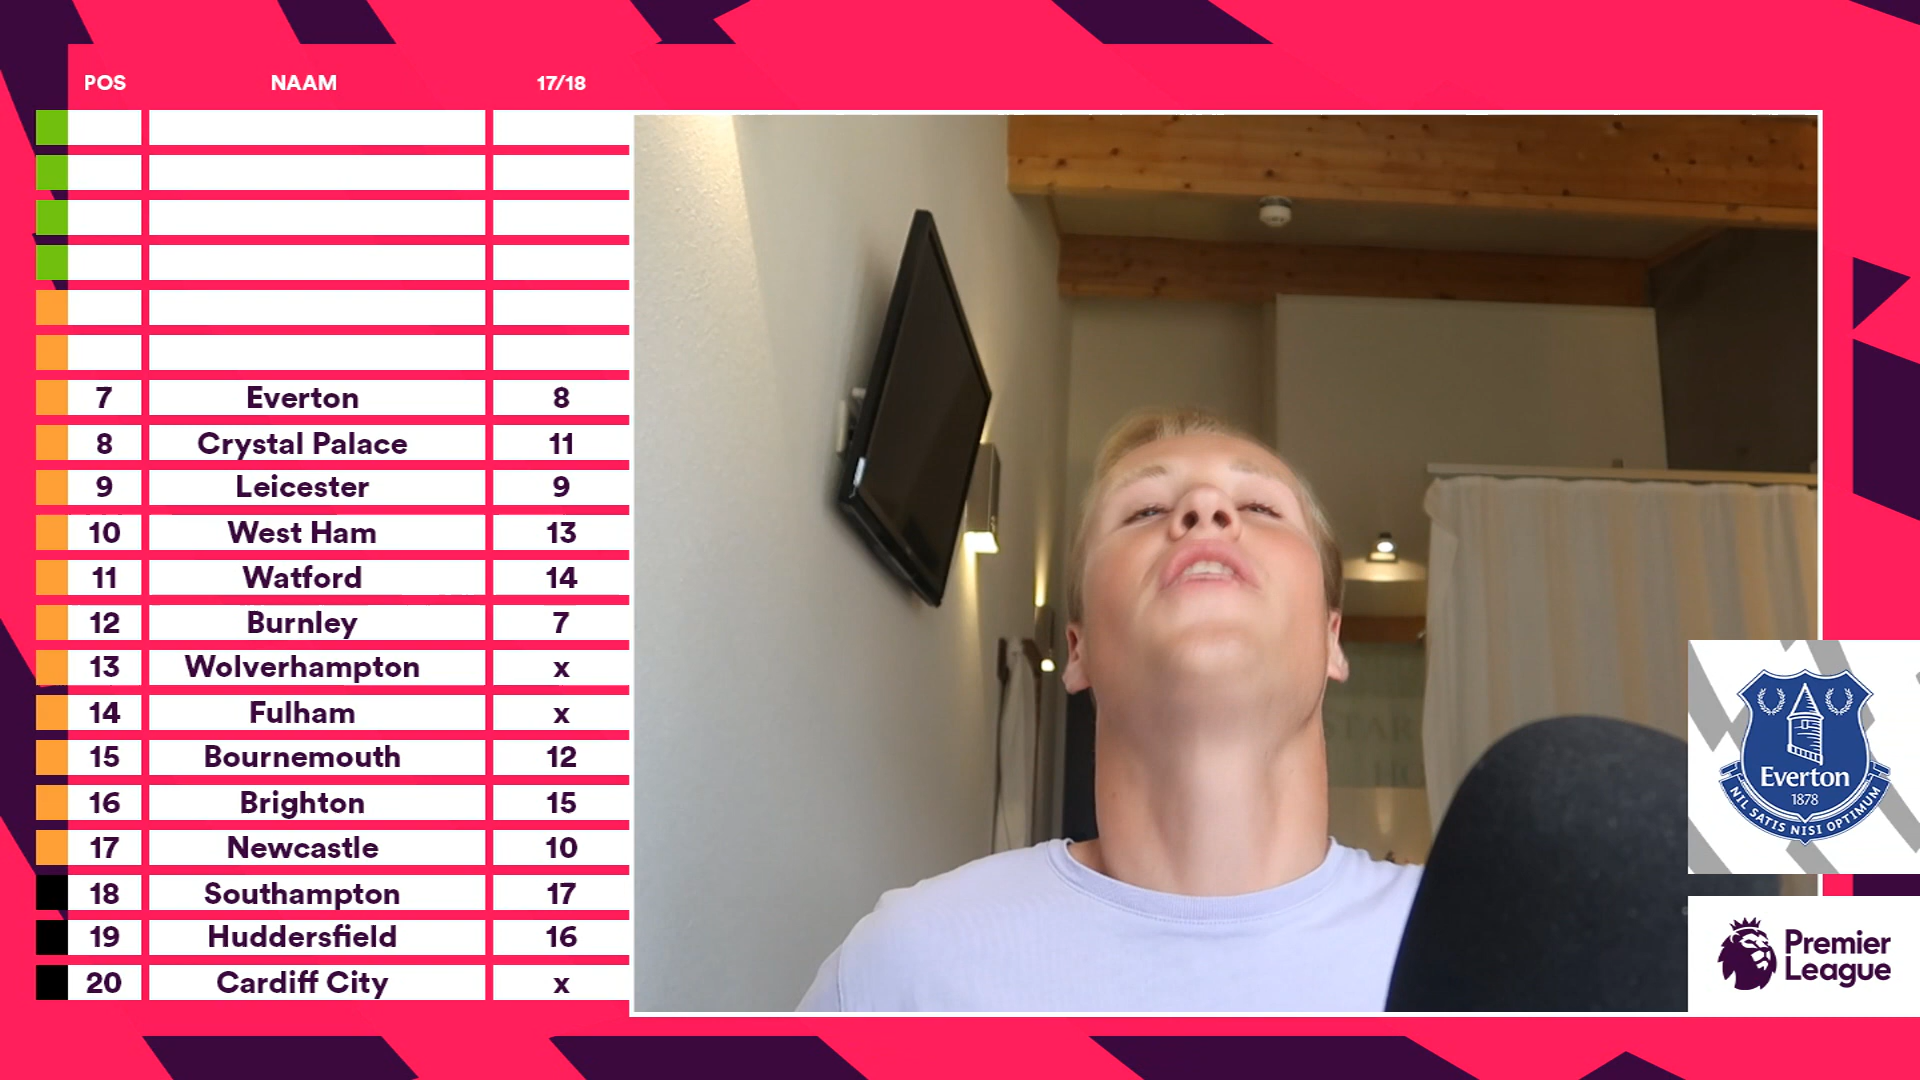 POS NAAM 17/18
7 Everton 8
8 Crystal Palace 11
9 Leicester 9
10 West Ham 13
11 Watford 14
12 Burnley 7
13 Wolverhampton x
14 Fulham x
15 Bournemouth 12
16 Brighton 15
17 Newcastle 10
18 Southampton 17
19 Huddersfield 16
20 Cardiff City x
Everton
1878
NIL SATIS NISI OPTIMUM
Premier
League